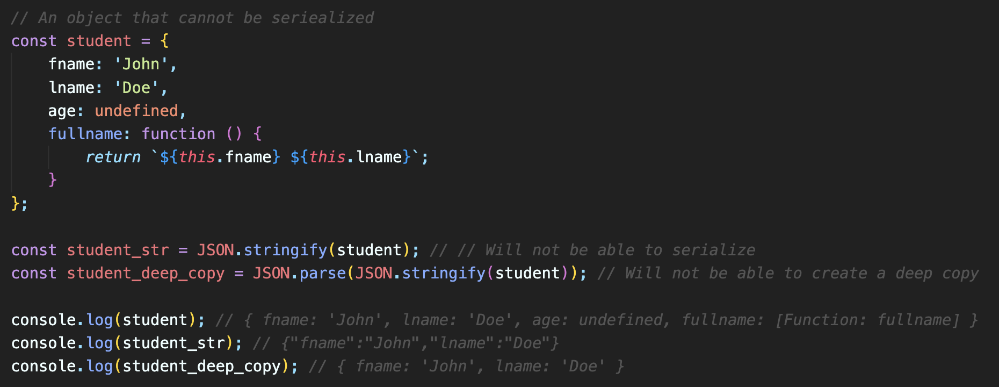 // An object that cannot be seriealized
const student = {
    fname: 'John',
    lname: 'Doe',
    age: undefined,
    fullname: function () {
        return `${this.fname} ${this.lname}`;
    }
};
const student_str = JSON.stringify(student); // // Will not be able to serialize
const student_deep_copy = JSON.parse(JSON.stringify(student)); // Will not be able to create a deep copy
console.log(student); // { fname: 'John', lname: 'Doe', age: undefined, fullname: [Function: fullname] }
console.log(student_str); // {"fname":"John","lname":"Doe"}
console.log(student_deep_copy); // { fname: 'John', lname: 'Doe' }